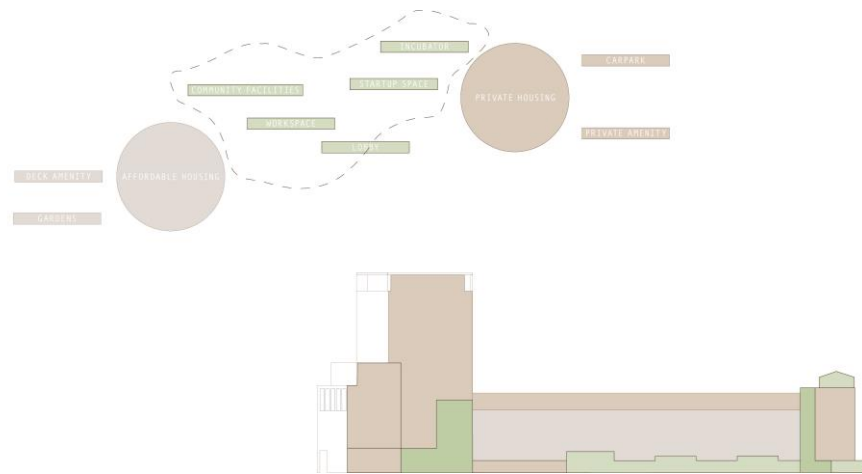 INCUBATOR
CARPARK
COMMUNITY FACILITIES
STARTUP SPACE
PRIVATE HOUSING
WORKSPACE
PRIVATE AMENITY
LOBBY
DECK AMENITY
AFFORDABLE HOUSING
GARDENS